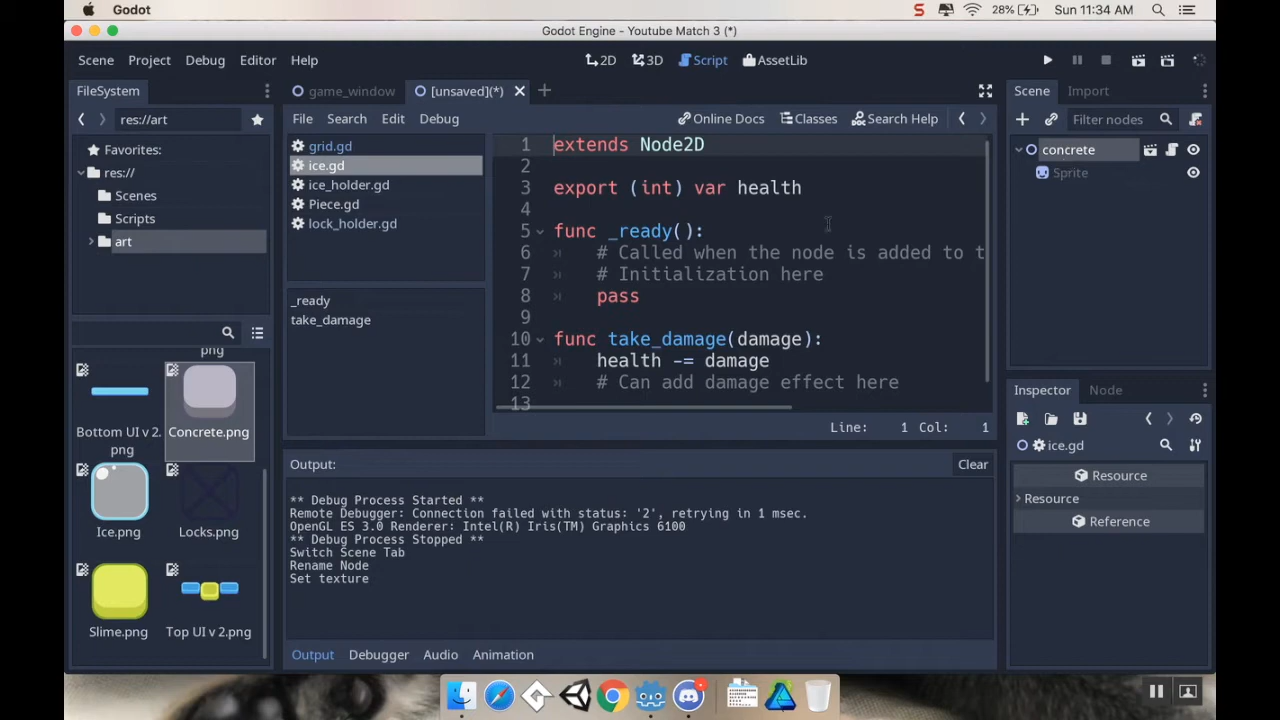 Godot
28%
Sun 11:34 AM
Godot Engine - Youtube Match 3 (*)
Scene Project Debug Editor Help
2D 3D Script AssetLib
FileSystem
res://art
Favorites:
res://
Scenes
Scripts
art
png
Bottom UI v 2.
png
Concrete.png
Ice.png
Locks.png
Slime.png
Top UI v 2.png
game_window
[unsaved](*)
File Search Edit Debug
Online Docs Classes Search Help
grid.gd
ice.gd
ice_holder.gd
Piece.gd
lock_holder.gd
_ready
take_damage
1 extends Node2D
2
3 export (int) var health
4
5 func _ready():
6 # Called when the node is added to t
7 # Initialization here
8 pass
9
10 func take_damage(damage):
11 health -= damage
12 # Can add damage effect here
13
Line: 1 Col: 1
Output:
Clear
** Debug Process Started **
Remote Debugger: Connection failed with status: '2', retrying in 1 msec.
OpenGL ES 3.0 Renderer: Intel(R) Iris(TM) Graphics 6100
** Debug Process Stopped **
Switch Scene Tab
Rename Node
Set texture
Output Debugger Audio Animation
Scene Import
Filter nodes
concrete
Sprite
Inspector Node
ice.gd
Resource
Resource
Reference